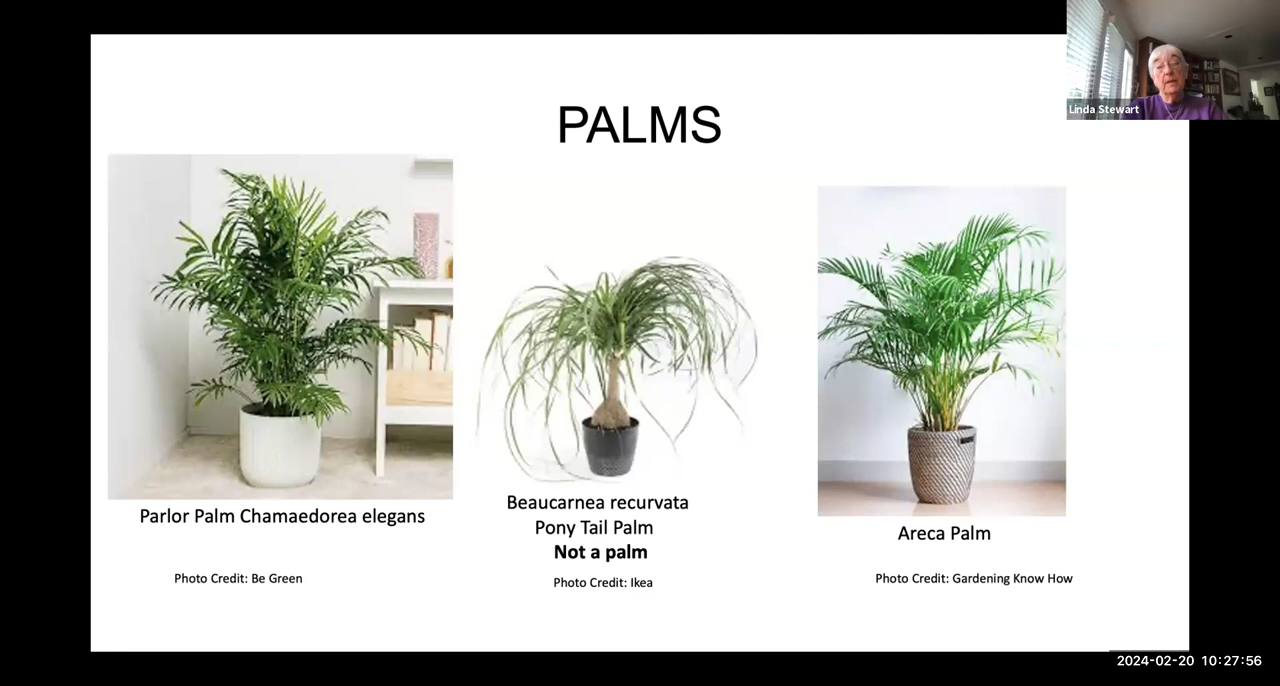 Linda Stewart
PALMS
Parlor Palm Chamaedorea elegans
Photo Credit: Be Green
Beaucarnea recurvata
Pony Tail Palm
Not a palm
Photo Credit: Ikea
Areca Palm
Photo Credit: Gardening Know How
2024-02-20 10:27:56